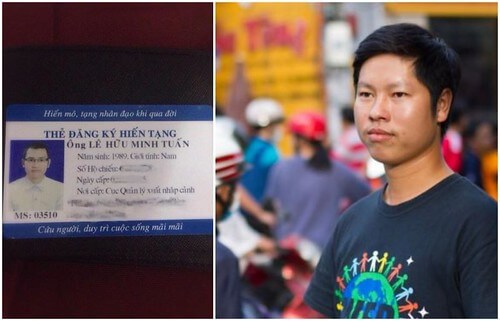 Hiến mô, tạng nhân đạo khi qua đời
THẺ ĐĂNG KÝ HIẾN TẠNG
Ông LÊ HỮU MINH TUẤN
Năm sinh: 1989, Giới tính: Nam
Số Hộ chiếu:
Ngày cấp:
Nơi cấp: Cục Quản lý xuất nhập cảnh
MS: 03510
Cứu người, duy trì cuộc sống mãi mãi